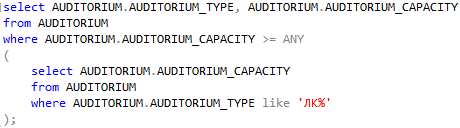 select AUDITORIUM.AUDITORIUM_TYPE, AUDITORIUM.AUDITORIUM_CAPACITY
from AUDITORIUM
where AUDITORIUM.AUDITORIUM_CAPACITY >= ANY
(
    select AUDITORIUM.AUDITORIUM_CAPACITY
    from AUDITORIUM
    where AUDITORIUM.AUDITORIUM_TYPE like 'ЛК%'
);